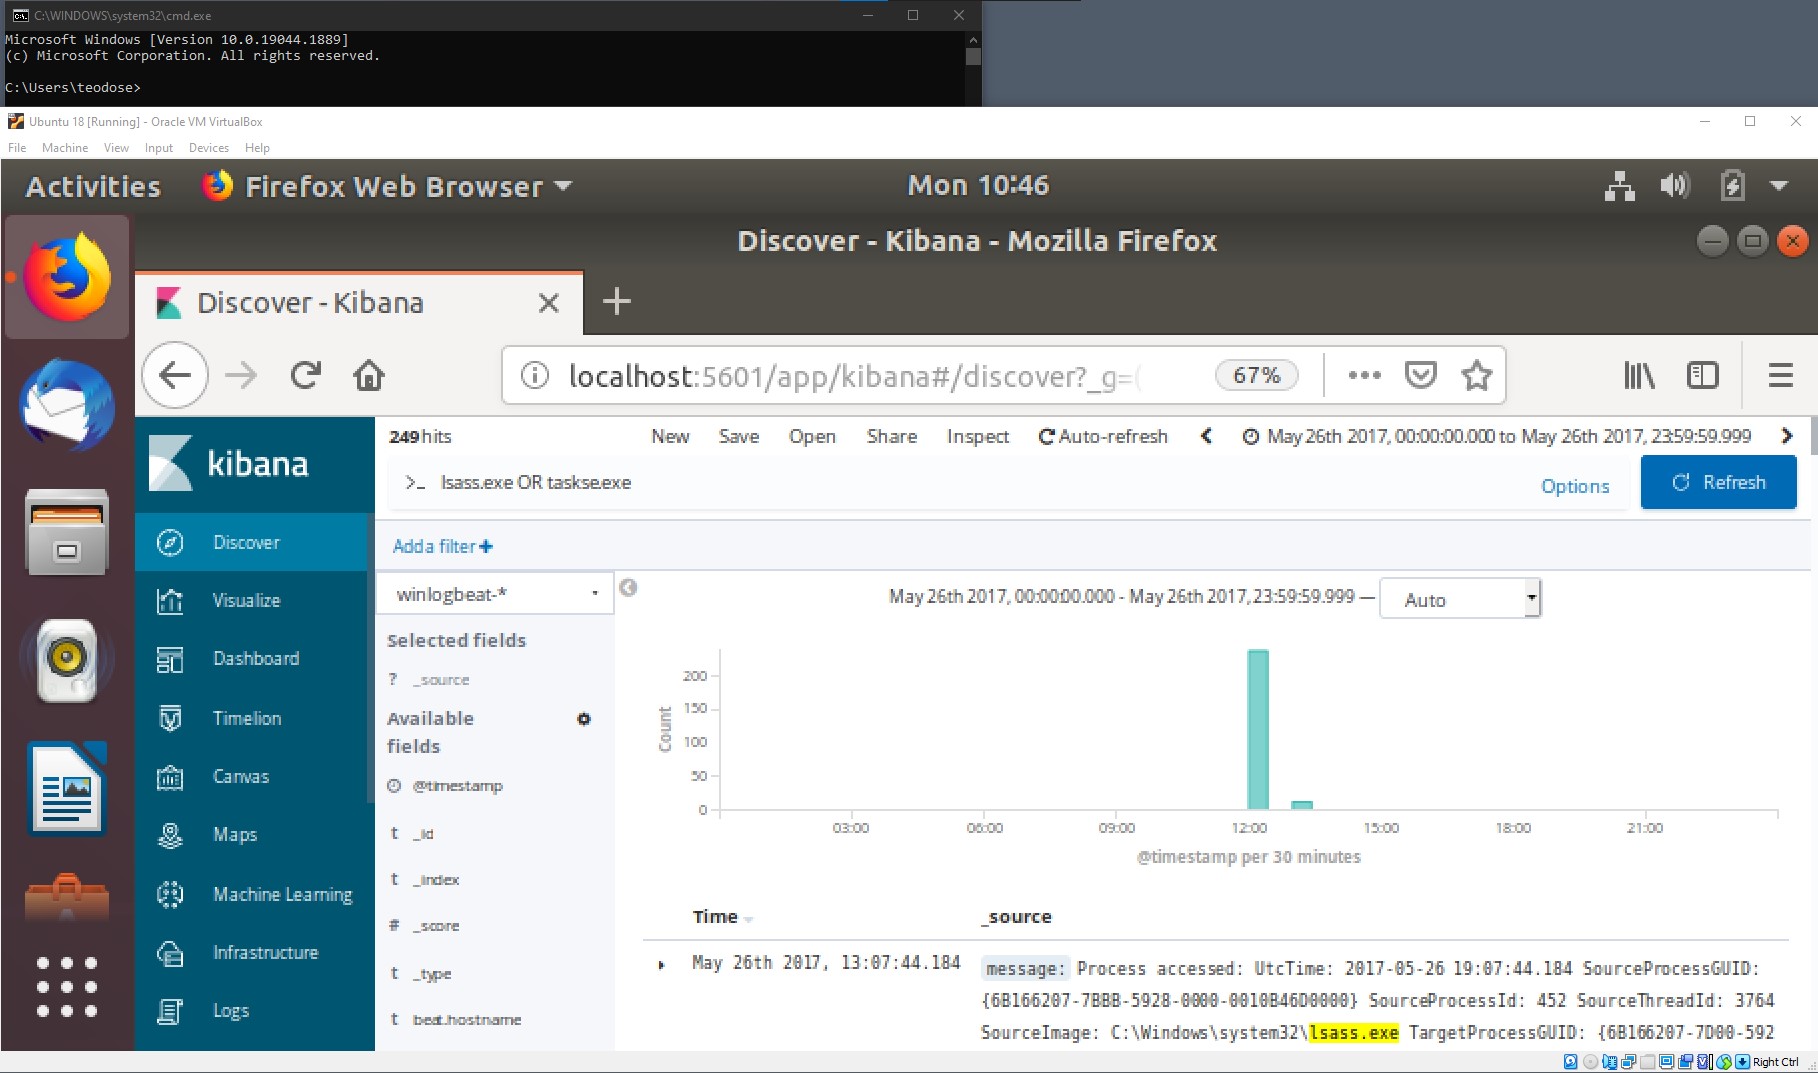 C:\WINDOWS\system32\cmd.exe
Microsoft Windows [Version 10.0.19044.1889]
(c) Microsoft Corporation. All rights reserved.
C:\Users\teodose>
Ubuntu 18 [Running] - Oracle VM VirtualBox
File Machine View Input Devices Help
Activities Firefox Web Browser Mon 10:46
Discover - Kibana - Mozilla Firefox
Discover - Kibana
localhost:5601/app/kibana#/discover?_g=( 67%
kibana
Discover
Visualize
Dashboard
Timelion
Canvas
Maps
Machine Learning
Infrastructure
Logs
249 hits New Save Open Share Inspect Auto-refresh May 26th 2017, 00:00:00.000 to May 26th 2017, 23:59:59.999
>_ lsass.exe OR taskse.exe Options Refresh
Add a filter +
winlogbeat-*
Selected fields
? _source
Available
fields
@timestamp
t _id
t _index
# _score
t _type
t beat.hostname
May 26th 2017, 00:00:00.000 - May 26th 2017, 23:59:59.999 — Auto
Count
200
150
100
50
0
03:00 06:00 09:00 12:00 15:00 18:00 21:00
@timestamp per 30 minutes
Time _source
May 26th 2017, 13:07:44.184 message: Process accessed: UtcTime: 2017-05-26 19:07:44.184 SourceProcessGUID:
{6B166207-7BBB-5928-0000-0010B46D0000} SourceProcessId: 452 SourceThreadId: 3764
SourceImage: C:\Windows\system32\lsass.exe TargetProcessGUID: {6B166207-7D00-592
Right Ctrl